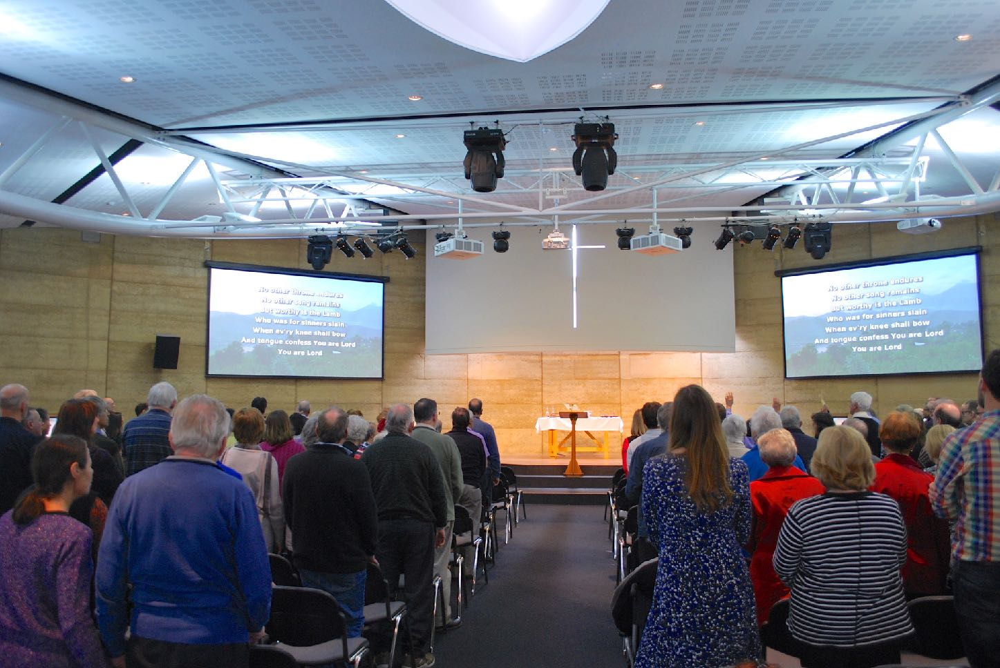 No other throne endures
No other song remains
But worthy is the Lamb
Who was for sinners slain
When ev'ry knee shall bow
And tongue confess You are Lord
You are Lord
No other throne endures
No other song remains
But worthy is the Lamb
Who was for sinners slain
When ev'ry knee shall bow
And tongue confess You are Lord
You are Lord